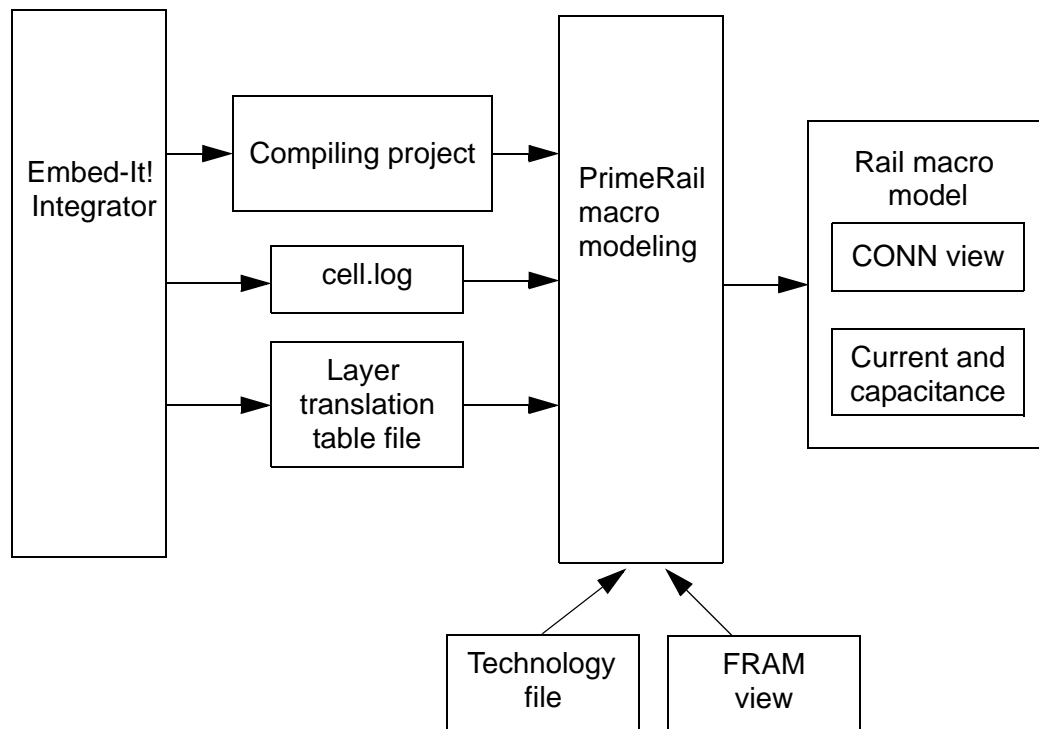 Embed-It!
Integrator
Compiling project
cell.log
Layer
translation
table file
PrimeRail
macro
modeling
Rail macro
model
CONN view
Current and
capacitance
Technology
file
FRAM
view